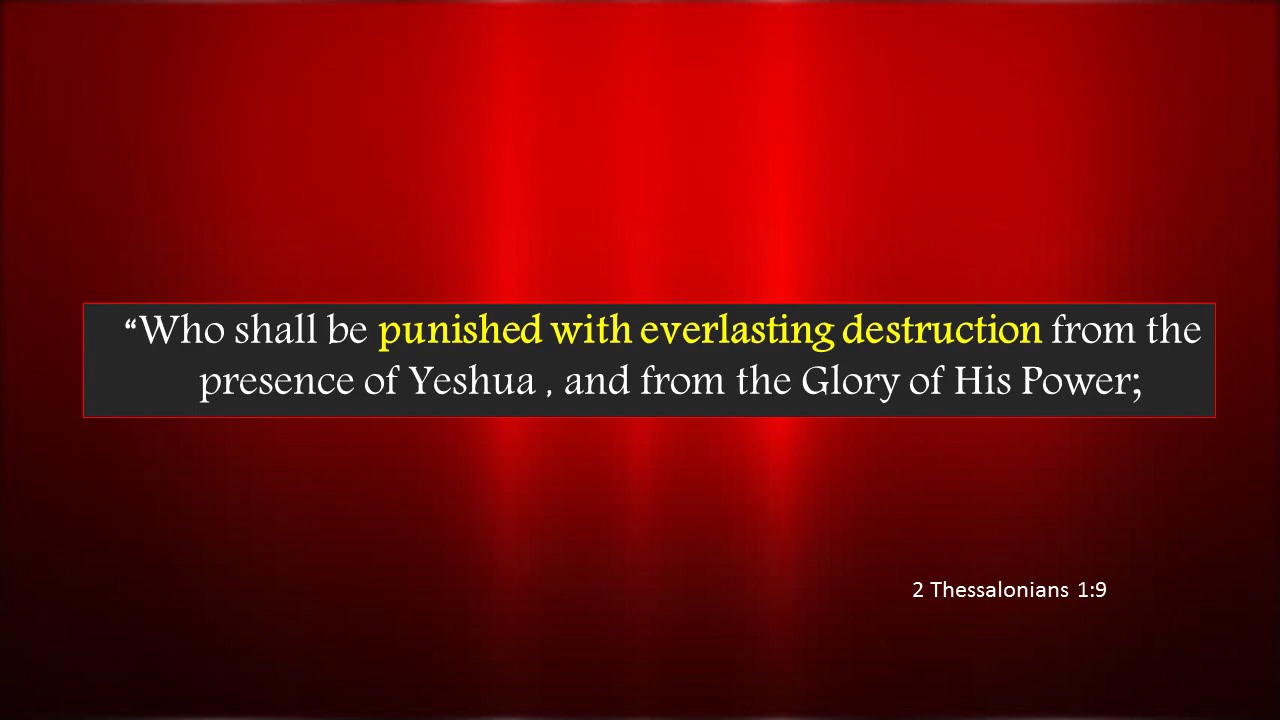 “Who shall be punished with everlasting destruction from the
presence of Yeshua , and from the Glory of His Power;
2 Thessalonians 1:9